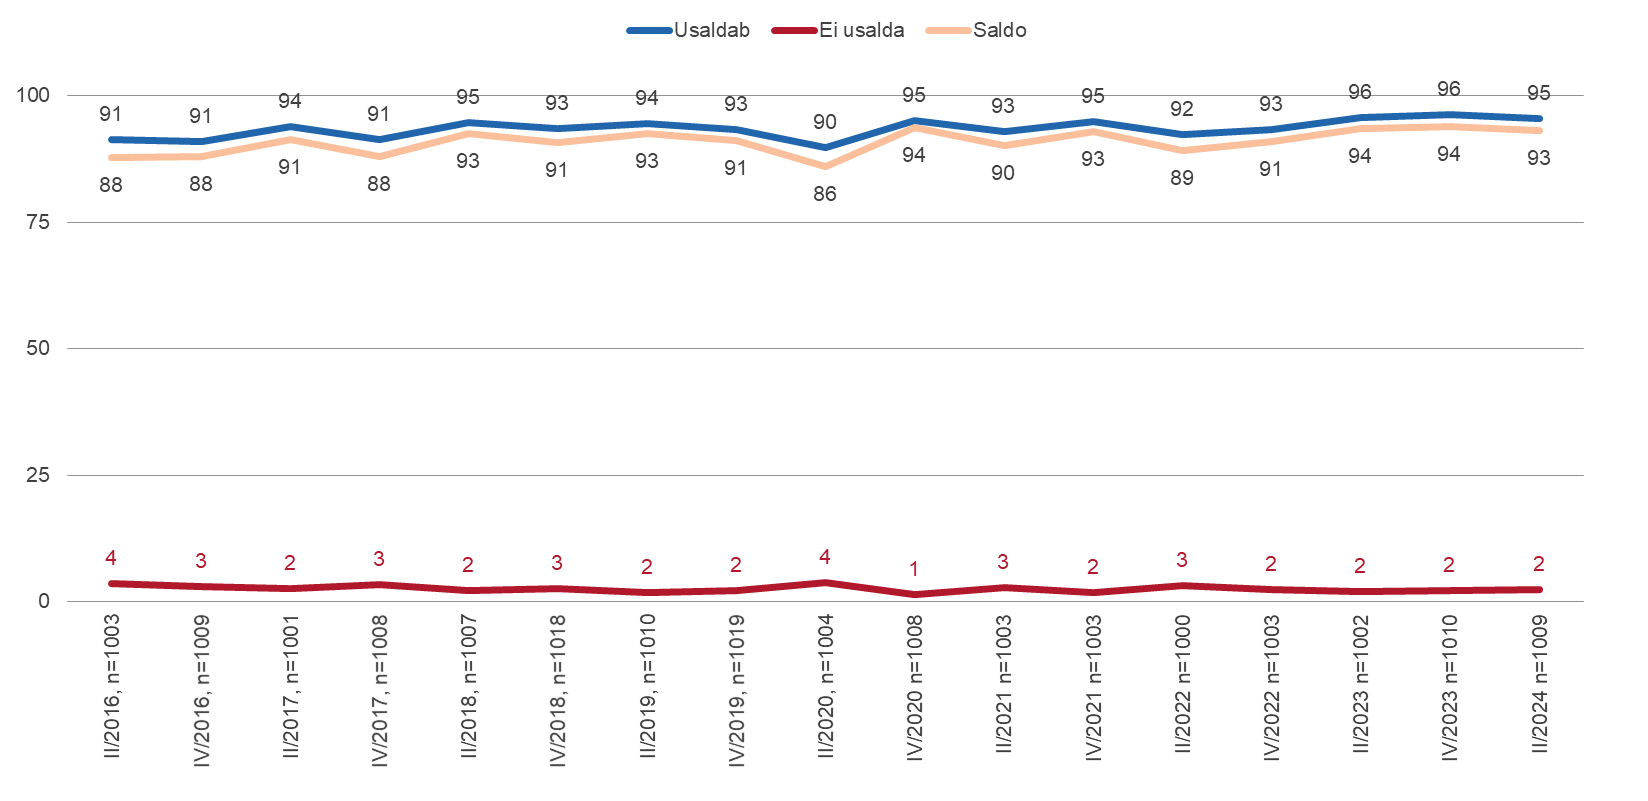 Usaldab Ei usalda Saldo
100
91 91 94 91 95 93 94 93 90 95 93 95 92 93 96 96 95
88 88 91 88 93 91 93 91 86 94 90 93 89 91 94 94 93
75
50
25
4 3 2 3 2 3 2 2 4 1 3 2 3 2 2 2 2
0
II/2016, n=1003
IV/2016, n=1009
II/2017, n=1001
IV/2017, n=1008
II/2018, n=1007
IV/2018, n=1018
II/2019, n=1010
IV/2019, n=1019
II/2020, n=1004
IV/2020 n=1008
II/2021 n=1003
IV/2021 n=1003
II/2022 n=1000
IV/2022 n=1003
II/2023 n=1002
IV/2023 n=1010
II/2024 n=1009